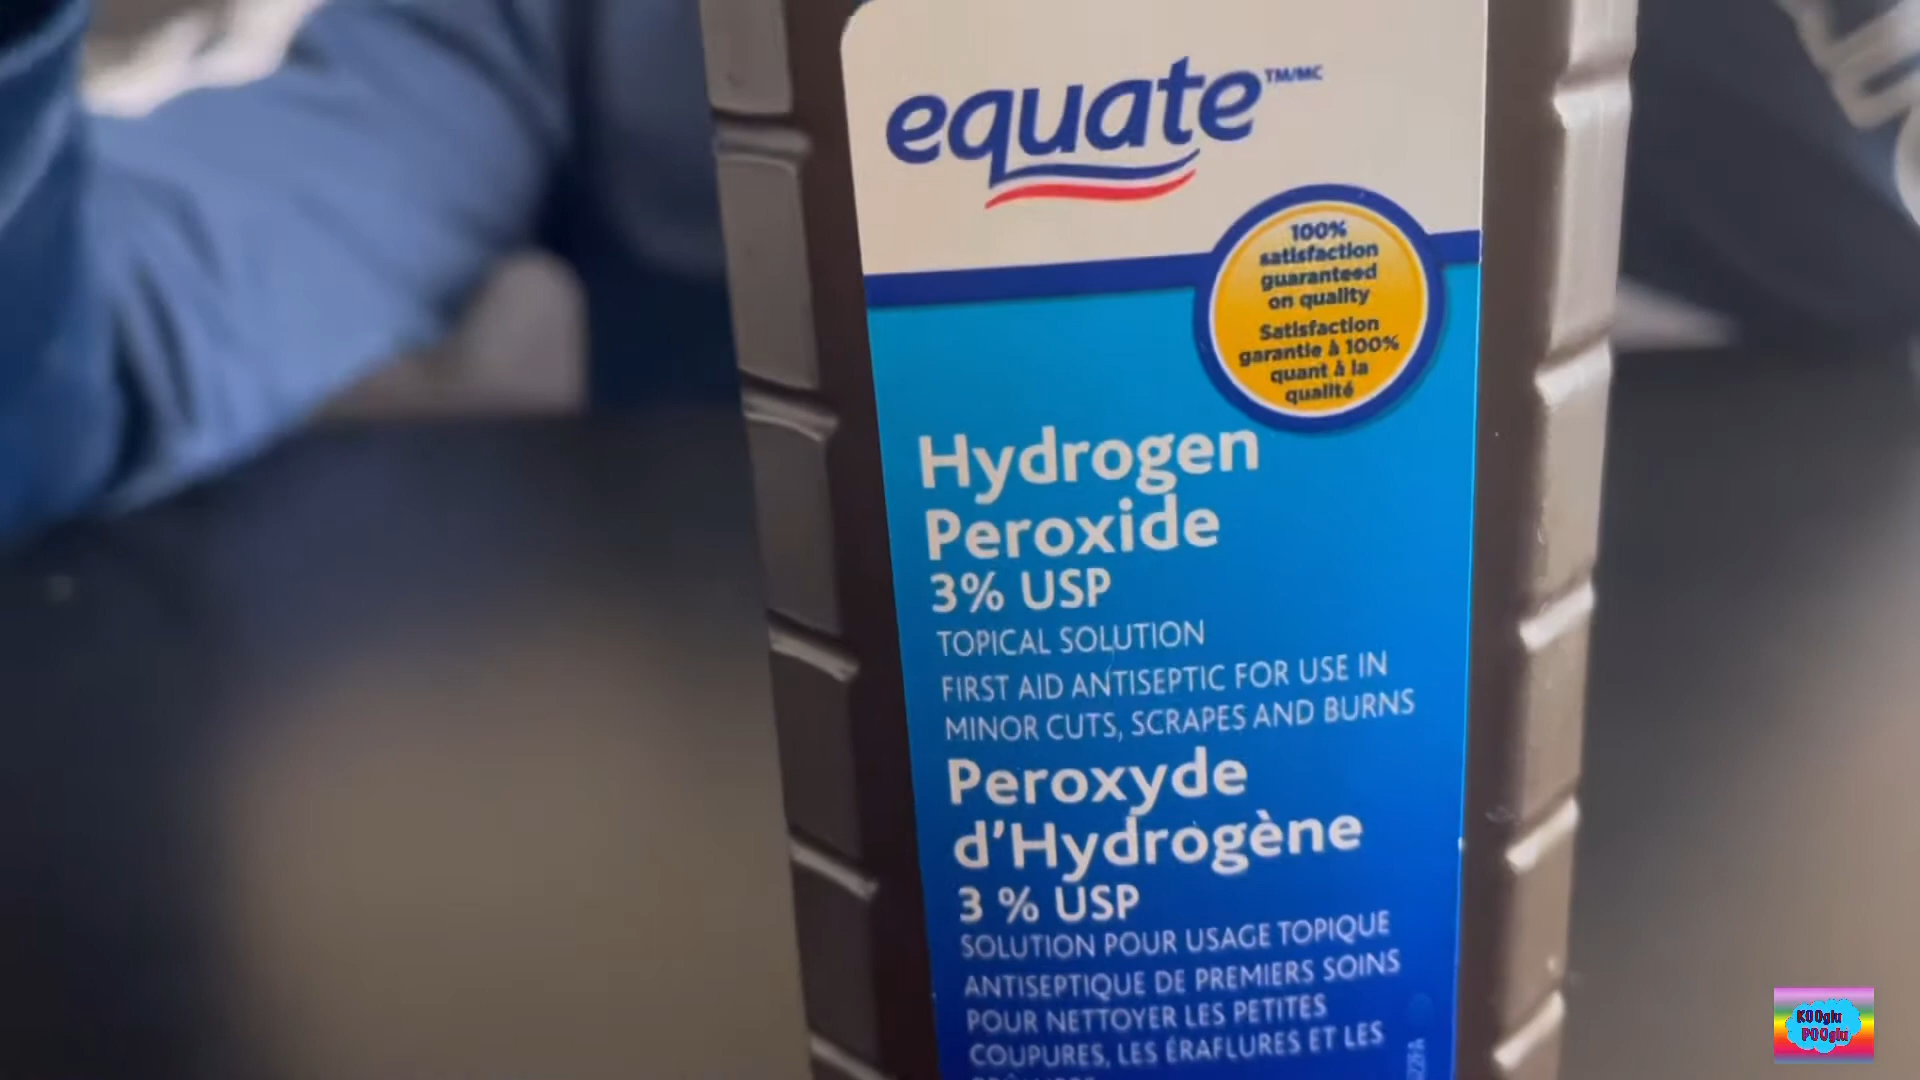 equate TM/MC
100%
satisfaction
guaranteed
on quality
Satisfaction
garantie à 100%
quant à la
qualité
Hydrogen
Peroxide
3% USP
TOPICAL SOLUTION
FIRST AID ANTISEPTIC FOR USE IN
MINOR CUTS, SCRAPES AND BURNS
Peroxyde
d'Hydrogène
3 % USP
SOLUTION POUR USAGE TOPIQUE
ANTISEPTIQUE DE PREMIERS SOINS
POUR NETTOYER LES PETITES
COUPURES, LES ÉRAFLURES ET LES
KOOglu
POOglu